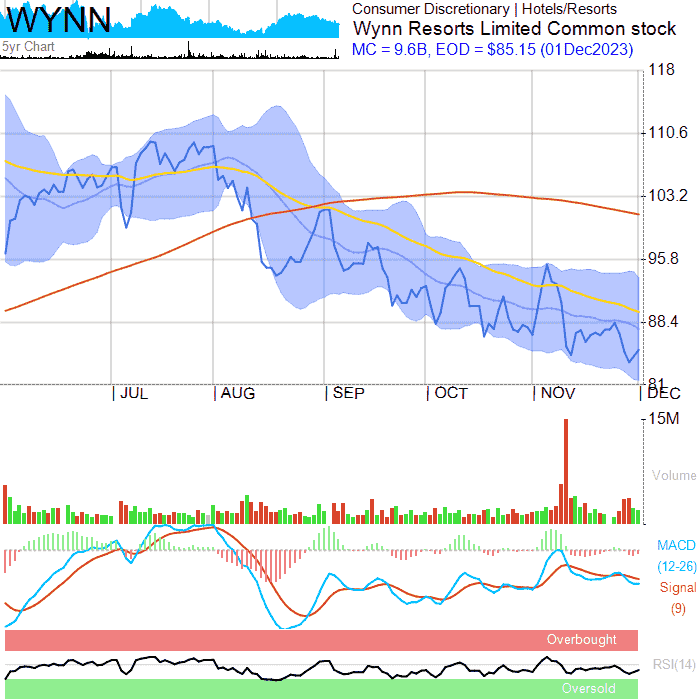 WYNN
5yr Chart
Consumer Discretionary | Hotels/Resorts
Wynn Resorts Limited Common stock
MC = 9.6B, EOD = $85.15 (01Dec2023)
118
110.6
103.2
95.8
88.4
81
JUL AUG SEP OCT NOV DEC
15M
Volume
MACD
(12-26)
Signal
(9)
Overbought
RSI(14)
Oversold